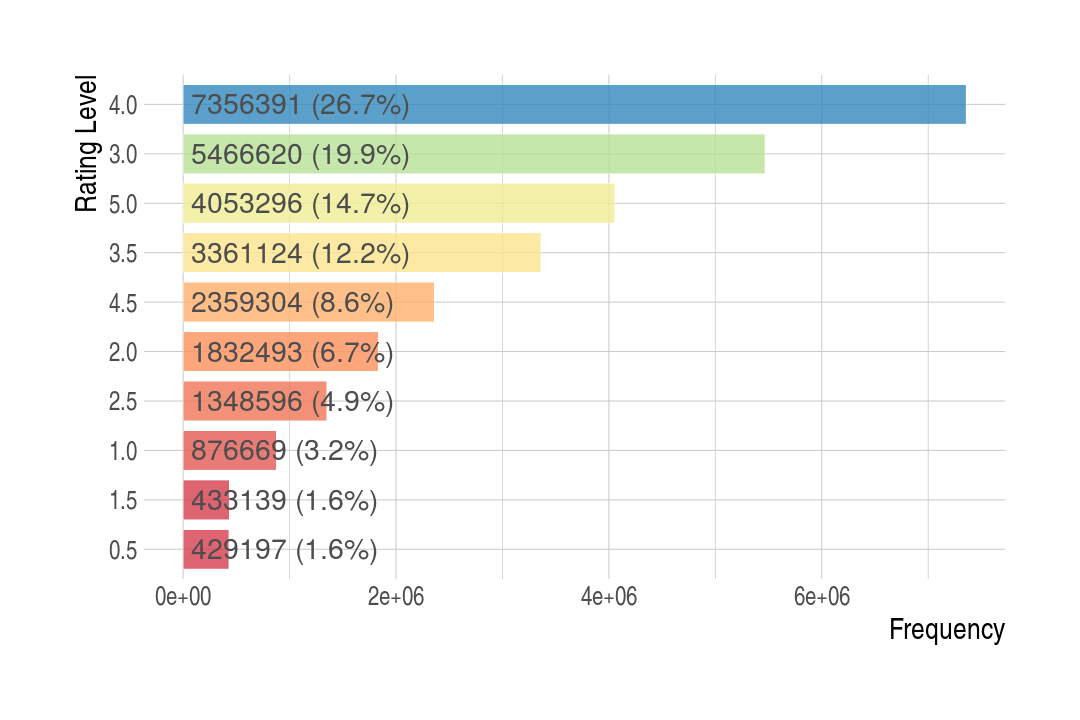 Rating Level
4.0 7356391 (26.7%)
3.0 5466620 (19.9%)
5.0 4053296 (14.7%)
3.5 3361124 (12.2%)
4.5 2359304 (8.6%)
2.0 1832493 (6.7%)
2.5 1348596 (4.9%)
1.0 876669 (3.2%)
1.5 433139 (1.6%)
0.5 429197 (1.6%)
0e+00 2e+06 4e+06 6e+06
Frequency